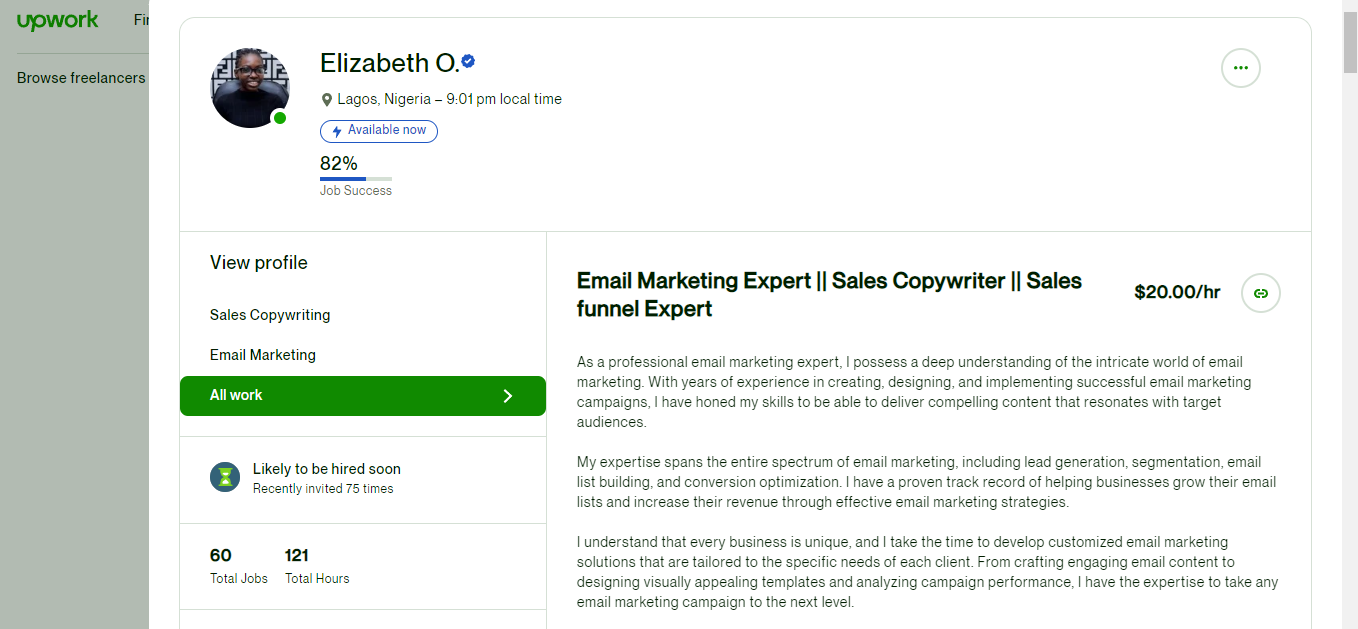 upwork
Fi
Browse freelancers
Elizabeth O.
Lagos, Nigeria – 9:01 pm local time
Available now
82%
Job Success
View profile
Sales Copywriting
Email Marketing
All work
Likely to be hired soon
Recently invited 75 times
60
121
Total Jobs
Total Hours
Email Marketing Expert || Sales Copywriter || Sales
funnel Expert
$20.00/hr
As a professional email marketing expert, I possess a deep understanding of the intricate world of email
marketing. With years of experience in creating, designing, and implementing successful email marketing
campaigns, I have honed my skills to be able to deliver compelling content that resonates with target
audiences.
My expertise spans the entire spectrum of email marketing, including lead generation, segmentation, email
list building, and conversion optimization. I have a proven track record of helping businesses grow their email
lists and increase their revenue through effective email marketing strategies.
I understand that every business is unique, and I take the time to develop customized email marketing
solutions that are tailored to the specific needs of each client. From crafting engaging email content to
designing visually appealing templates and analyzing campaign performance, I have the expertise to take any
email marketing campaign to the next level.